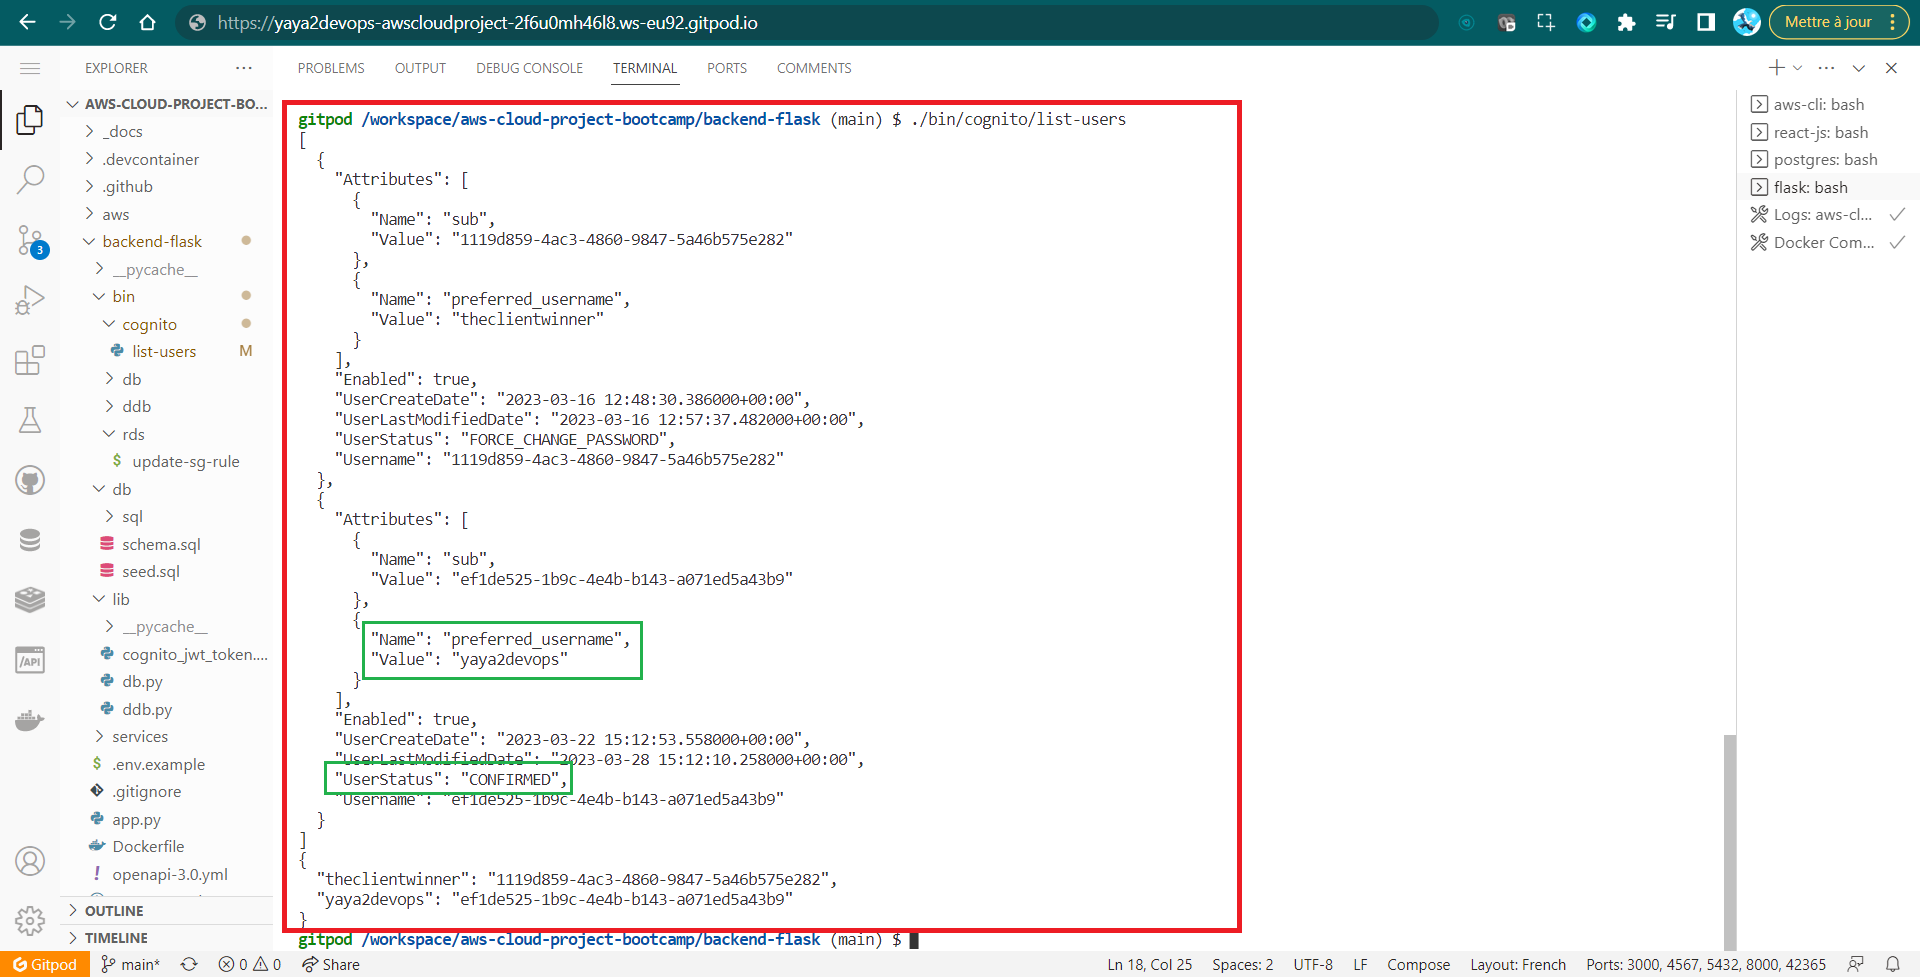 https://yaya2devops-awscloudproject-2f6u0mh46l8.ws-eu92.gitpod.io
Mettre à jour
EXPLORER
AWS-CLOUD-PROJECT-BO...
_docs
.devcontainer
.github
aws
backend-flask
__pycache__
bin
cognito
list-users M
db
ddb
rds
$ update-sg-rule
db
sql
schema.sql
seed.sql
lib
__pycache__
cognito_jwt_token....
db.py
ddb.py
services
$ .env.example
.gitignore
app.py
Dockerfile
! openapi-3.0.yml
OUTLINE
TIMELINE
3
/API
PROBLEMS OUTPUT DEBUG CONSOLE TERMINAL PORTS COMMENTS
gitpod /workspace/aws-cloud-project-bootcamp/backend-flask (main) $ ./bin/cognito/list-users
[
{
"Attributes": [
{
"Name": "sub",
"Value": "1119d859-4ac3-4860-9847-5a46b575e282"
},
{
"Name": "preferred_username",
"Value": "theclientwinner"
}
],
"Enabled": true,
"UserCreateDate": "2023-03-16 12:48:30.386000+00:00",
"UserLastModifiedDate": "2023-03-16 12:57:37.482000+00:00",
"UserStatus": "FORCE_CHANGE_PASSWORD",
"Username": "1119d859-4ac3-4860-9847-5a46b575e282"
},
{
"Attributes": [
{
"Name": "sub",
"Value": "ef1de525-1b9c-4e4b-b143-a071ed5a43b9"
},
{
"Name": "preferred_username",
"Value": "yaya2devops"
}
],
"Enabled": true,
"UserCreateDate": "2023-03-22 15:12:53.558000+00:00",
"UserLastModifiedDate": "2023-03-28 15:12:10.258000+00:00",
"UserStatus": "CONFIRMED",
"Username": "ef1de525-1b9c-4e4b-b143-a071ed5a43b9"
}
]
{
"theclientwinner": "1119d859-4ac3-4860-9847-5a46b575e282",
"yaya2devops": "ef1de525-1b9c-4e4b-b143-a071ed5a43b9"
}
gitpod /workspace/aws-cloud-project-bootcamp/backend-flask (main) $
aws-cli: bash
react-js: bash
postgres: bash
flask: bash
Logs: aws-cl...
Docker Com...
Gitpod main* 0 0 Share Ln 18, Col 25 Spaces: 2 UTF-8 LF Compose Layout: French Ports: 3000, 4567, 5432, 8000, 42365